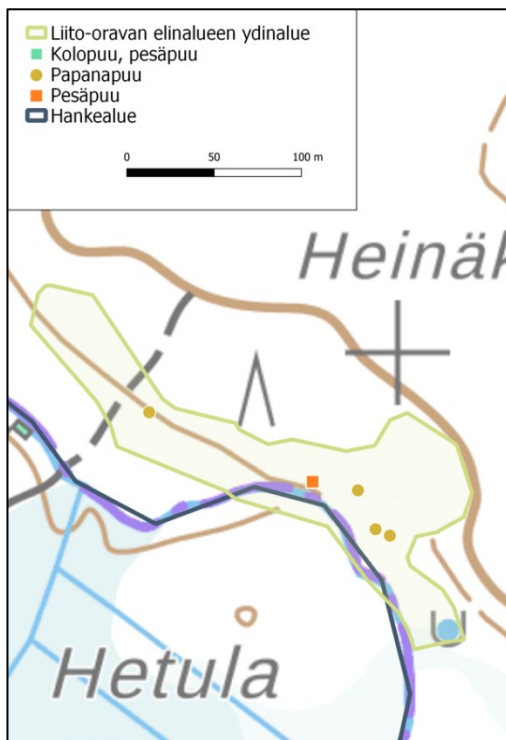 Liito-oravan elinalueen ydinalue
Kolopuu, pesäpuu
Papanapuu
Pesäpuu
Hankealue
0 50 100 m
Heinäk
Hetula